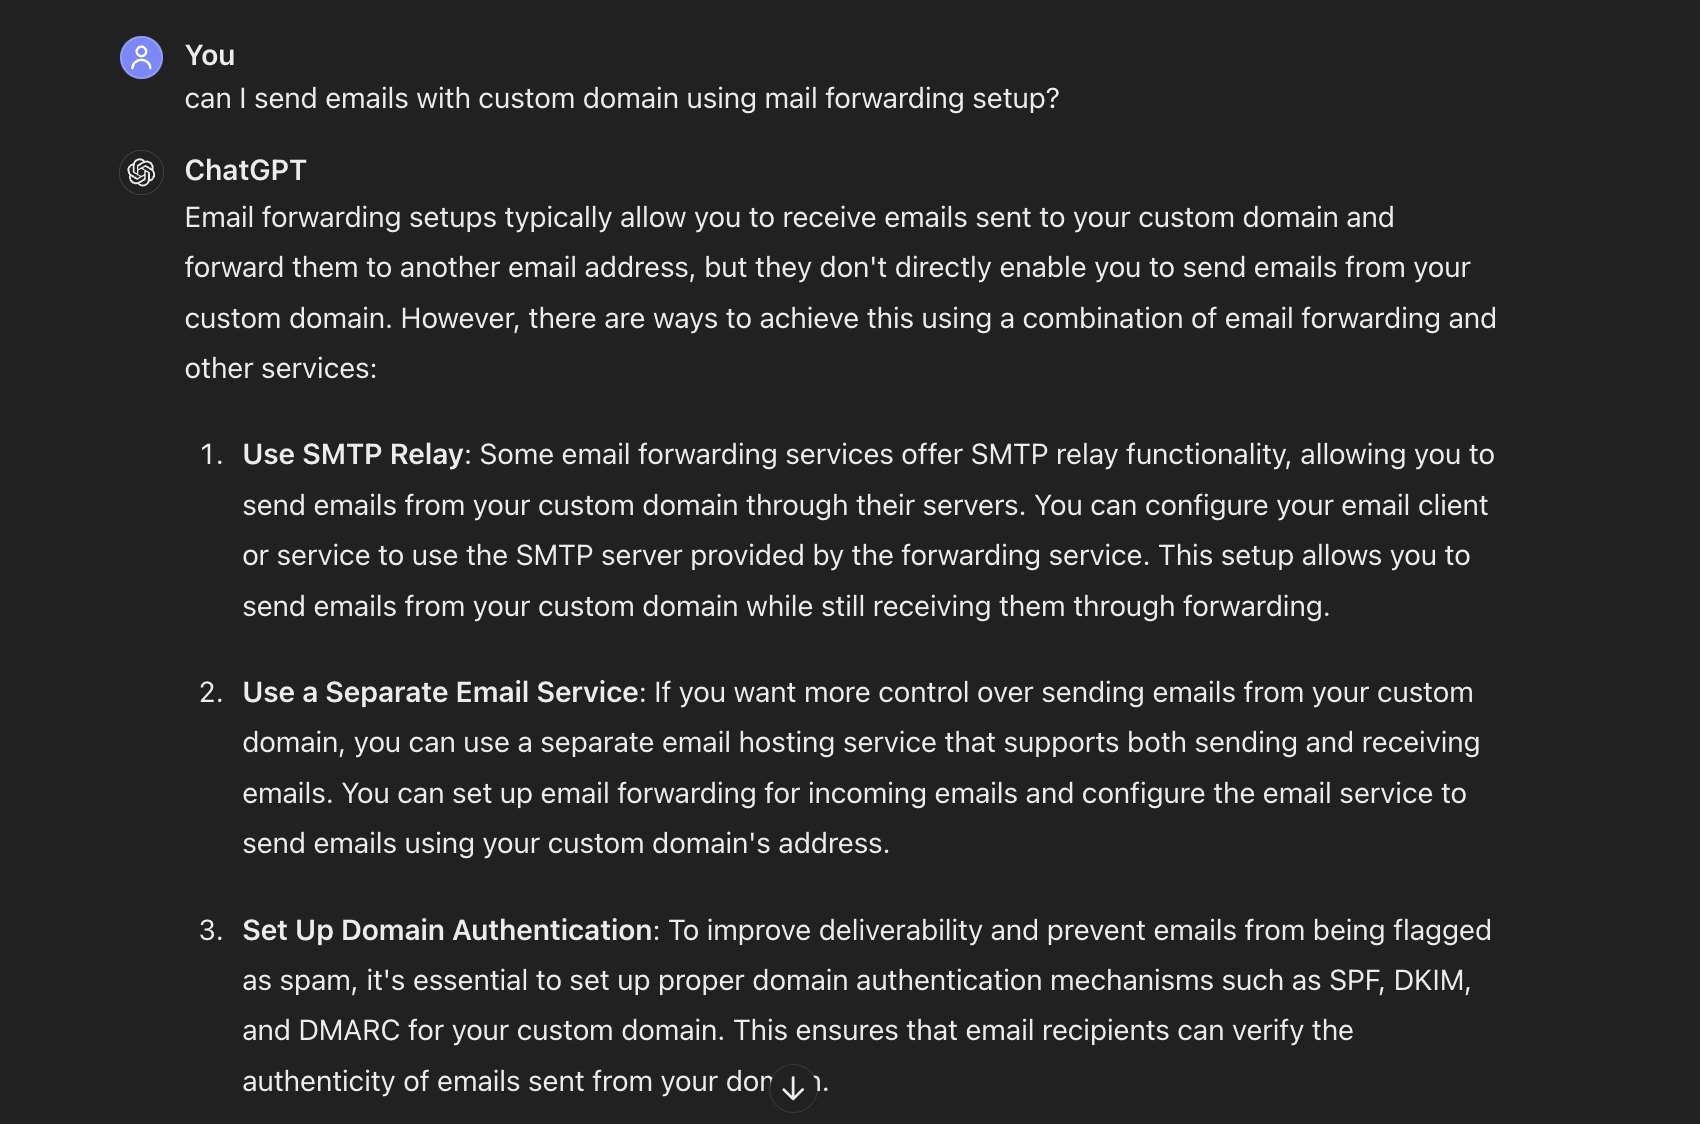 You
can I send emails with custom domain using mail forwarding setup?
ChatGPT
Email forwarding setups typically allow you to receive emails sent to your custom domain and
forward them to another email address, but they don't directly enable you to send emails from your
custom domain. However, there are ways to achieve this using a combination of email forwarding and
other services:
1. Use SMTP Relay: Some email forwarding services offer SMTP relay functionality, allowing you to
send emails from your custom domain through their servers. You can configure your email client
or service to use the SMTP server provided by the forwarding service. This setup allows you to
send emails from your custom domain while still receiving them through forwarding.
2. Use a Separate Email Service: If you want more control over sending emails from your custom
domain, you can use a separate email hosting service that supports both sending and receiving
emails. You can set up email forwarding for incoming emails and configure the email service to
send emails using your custom domain's address.
3. Set Up Domain Authentication: To improve deliverability and prevent emails from being flagged
as spam, it's essential to set up proper domain authentication mechanisms such as SPF, DKIM,
and DMARC for your custom domain. This ensures that email recipients can verify the
authenticity of emails sent from your